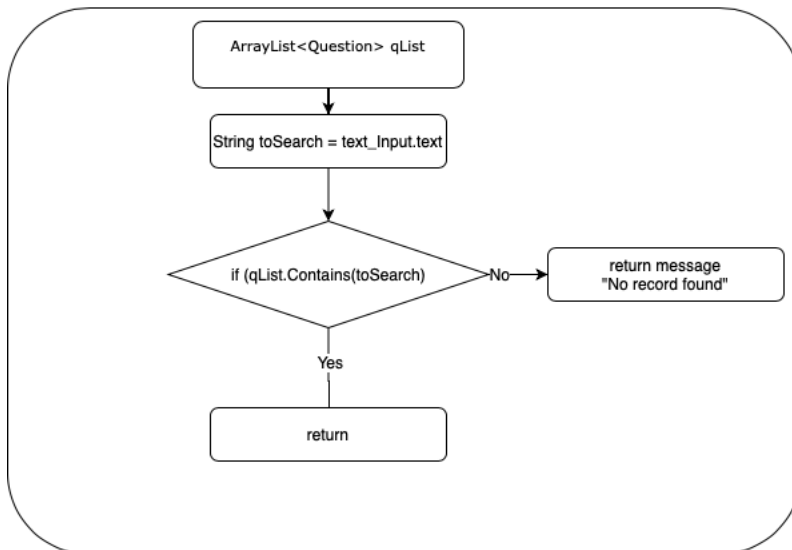 ArrayList<Question> qList
String toSearch = text_Input.text
if (qList.Contains(toSearch)
No
return message
"No record found"
Yes
return